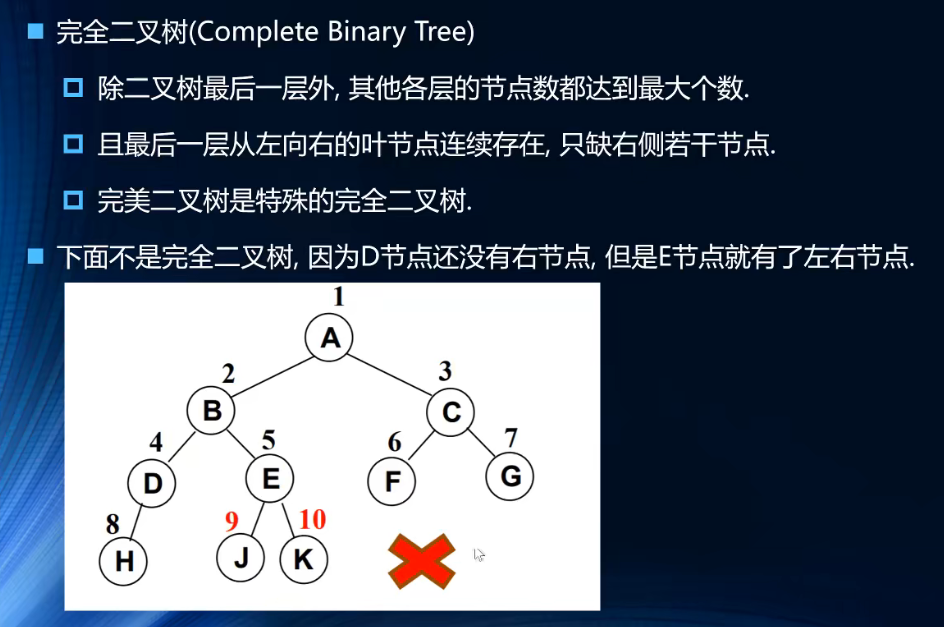 完全二叉树(Complete Binary Tree)
除二叉树最后一层外, 其他各层的节点数都达到最大个数.
且最后一层从左向右的叶节点连续存在, 只缺右侧若干节点.
完美二叉树是特殊的完全二叉树.
下面不是完全二叉树, 因为D节点还没有右节点, 但是E节点就有了左右节点.
1
A
2 3
B C
4 5 6 7
D E F G
8 9 10
H J K